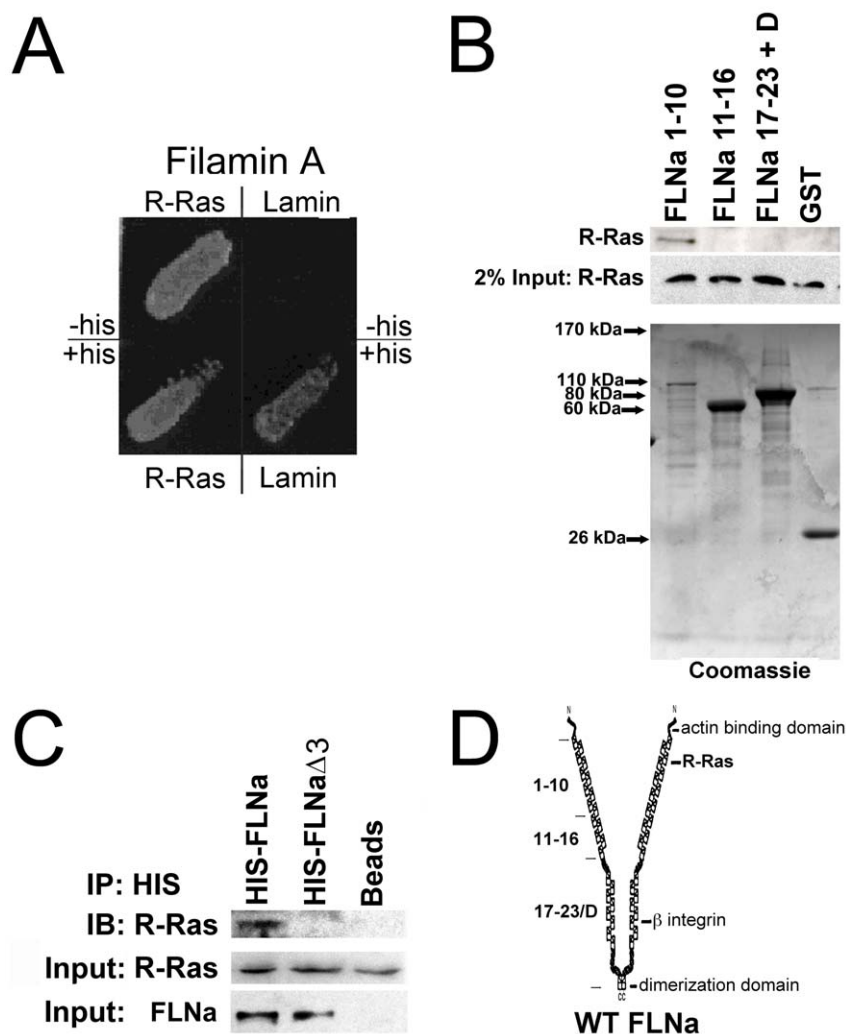 A
Filamin A
R-Ras Lamin
-his -his
+his +his
R-Ras Lamin
B
FLNa 1-10
FLNa 11-16
FLNa 17-23 + D
GST
R-Ras
2% Input: R-Ras
170 kDa
110 kDa
80 kDa
60 kDa
26 kDa
Coomassie
C
HIS-FLNa
HIS-FLNaΔ3
Beads
IP: HIS
IB: R-Ras
Input: R-Ras
Input: FLNa
D
N N
actin binding domain
R-Ras
1-10
11-16
17-23/D
β integrin
dimerization domain
CC
WT FLNa